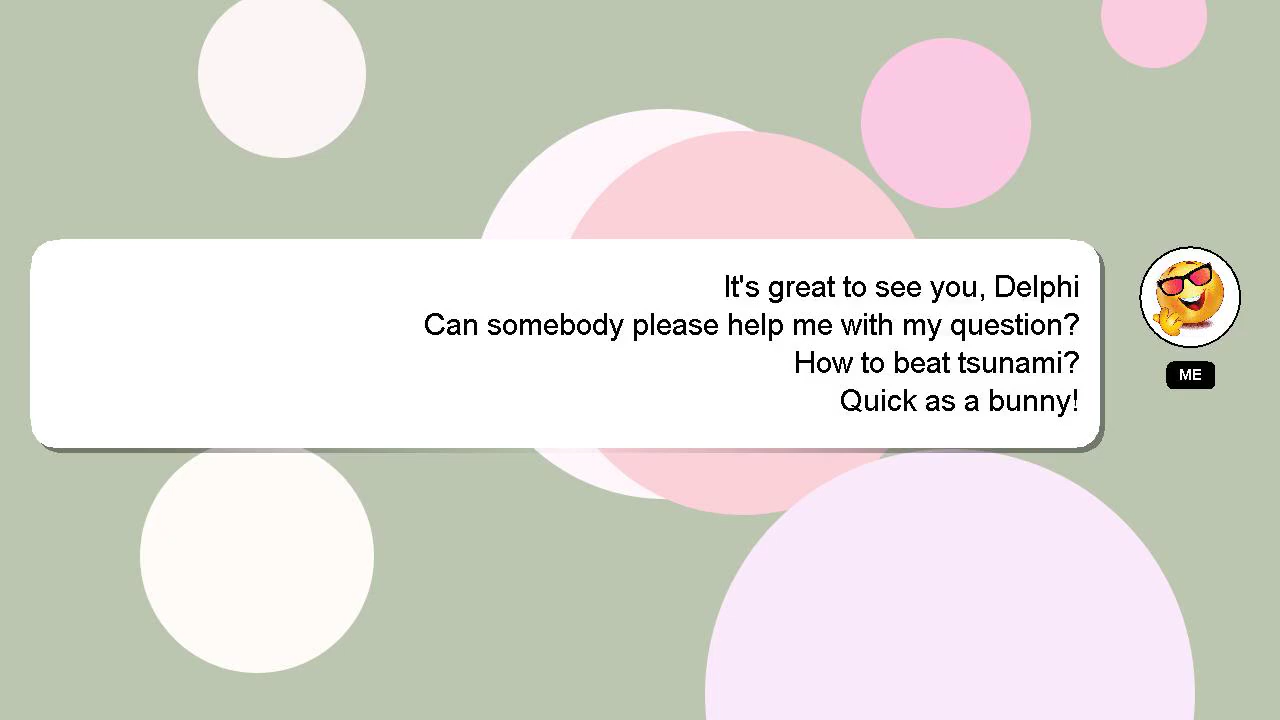 It's great to see you, Delphi
Can somebody please help me with my question?
How to beat tsunami?
Quick as a bunny!
ME